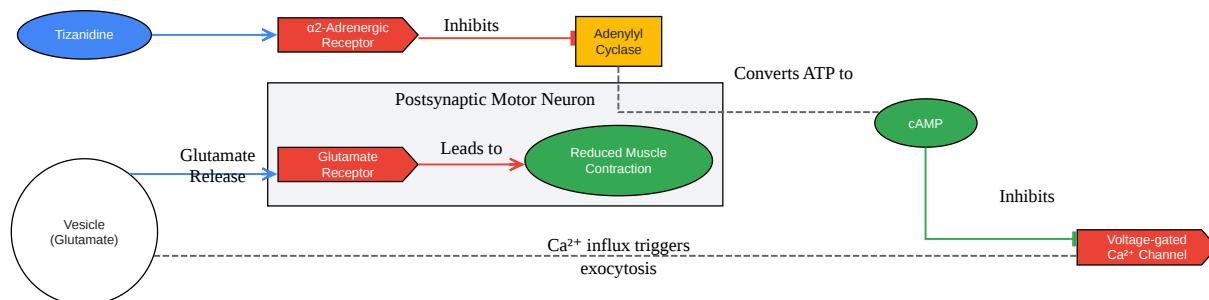 Tizanidine
α2-Adrenergic
Receptor
Inhibits
Adenylyl
Cyclase
Converts ATP to
cAMP
Postsynaptic Motor Neuron
Glutamate
Release
Glutamate
Receptor
Leads to
Reduced Muscle
Contraction
Inhibits
Voltage-gated
Ca²⁺ Channel
Vesicle
(Glutamate)
Ca²⁺ influx triggers
exocytosis